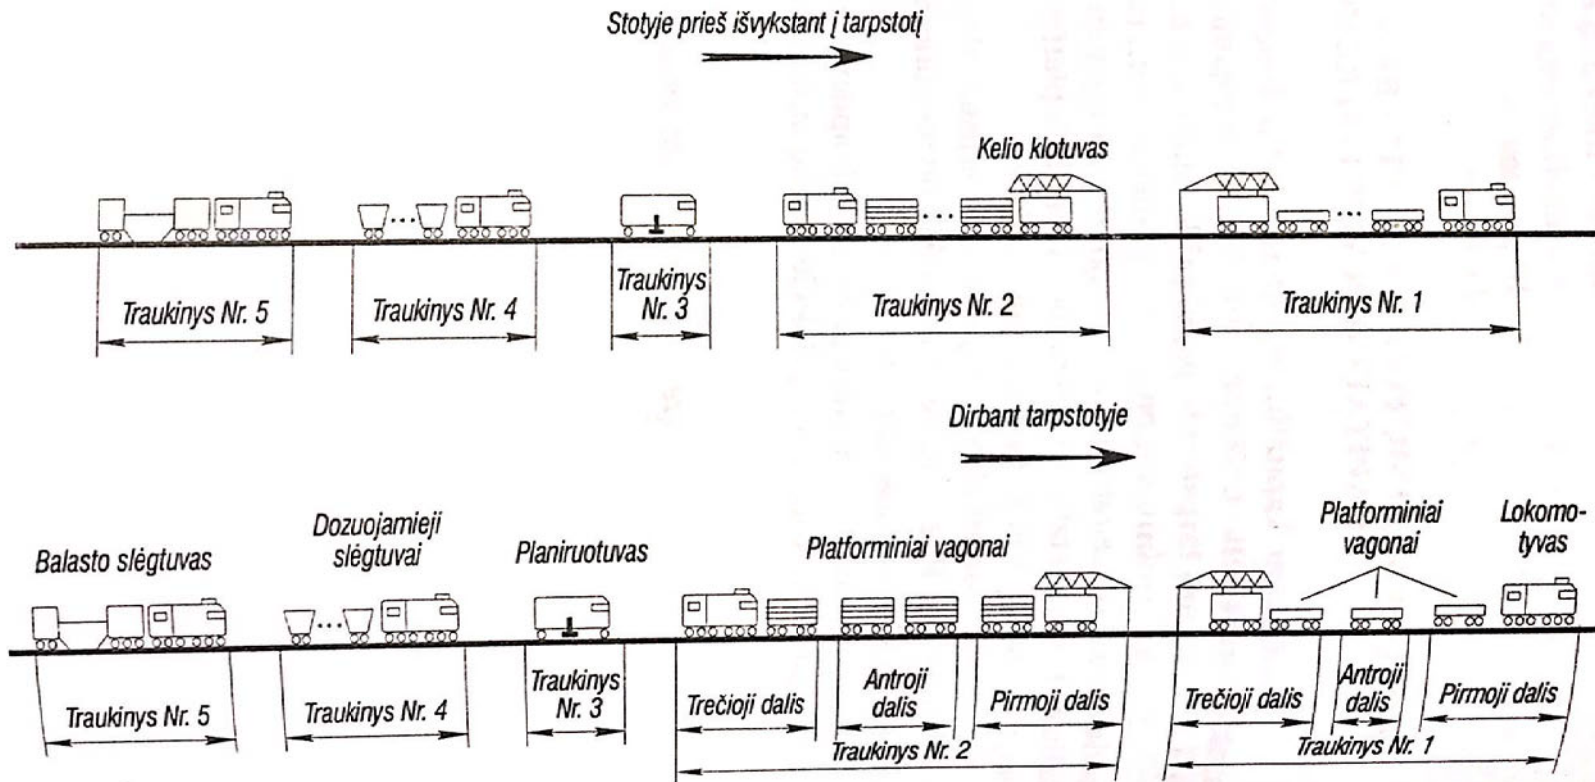 Stotyje prieš išvykstant į tarpstotį
Kelio klotuvas
Traukinys Nr. 5
Traukinys Nr. 4
Traukinys
Nr. 3
Traukinys Nr. 2
Traukinys Nr. 1
Dirbant tarpstotyje
Balasto slėgtuvas
Dozuojamieji
slėgtuvai
Planiruotuvas
Platforminiai vagonai
Platforminiai
vagonai
Lokomo-
tyvas
Traukinys Nr. 5
Traukinys Nr. 4
Traukinys
Nr. 3
Trečioji dalis
Antroji
dalis
Pirmoji dalis
Traukinys Nr. 2
Trečioji dalis
Antroji
dalis
Pirmoji dalis
Traukinys Nr. 1